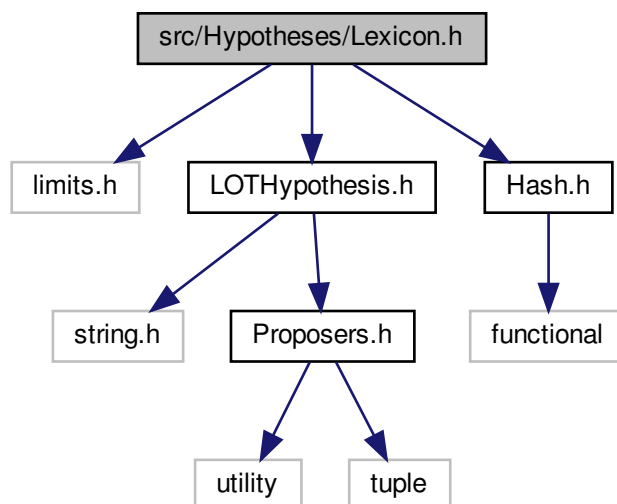 src/Hypotheses/Lexicon.h
limits.h
LOTHypothesis.h
Hash.h
string.h
Proposers.h
functional
utility
tuple